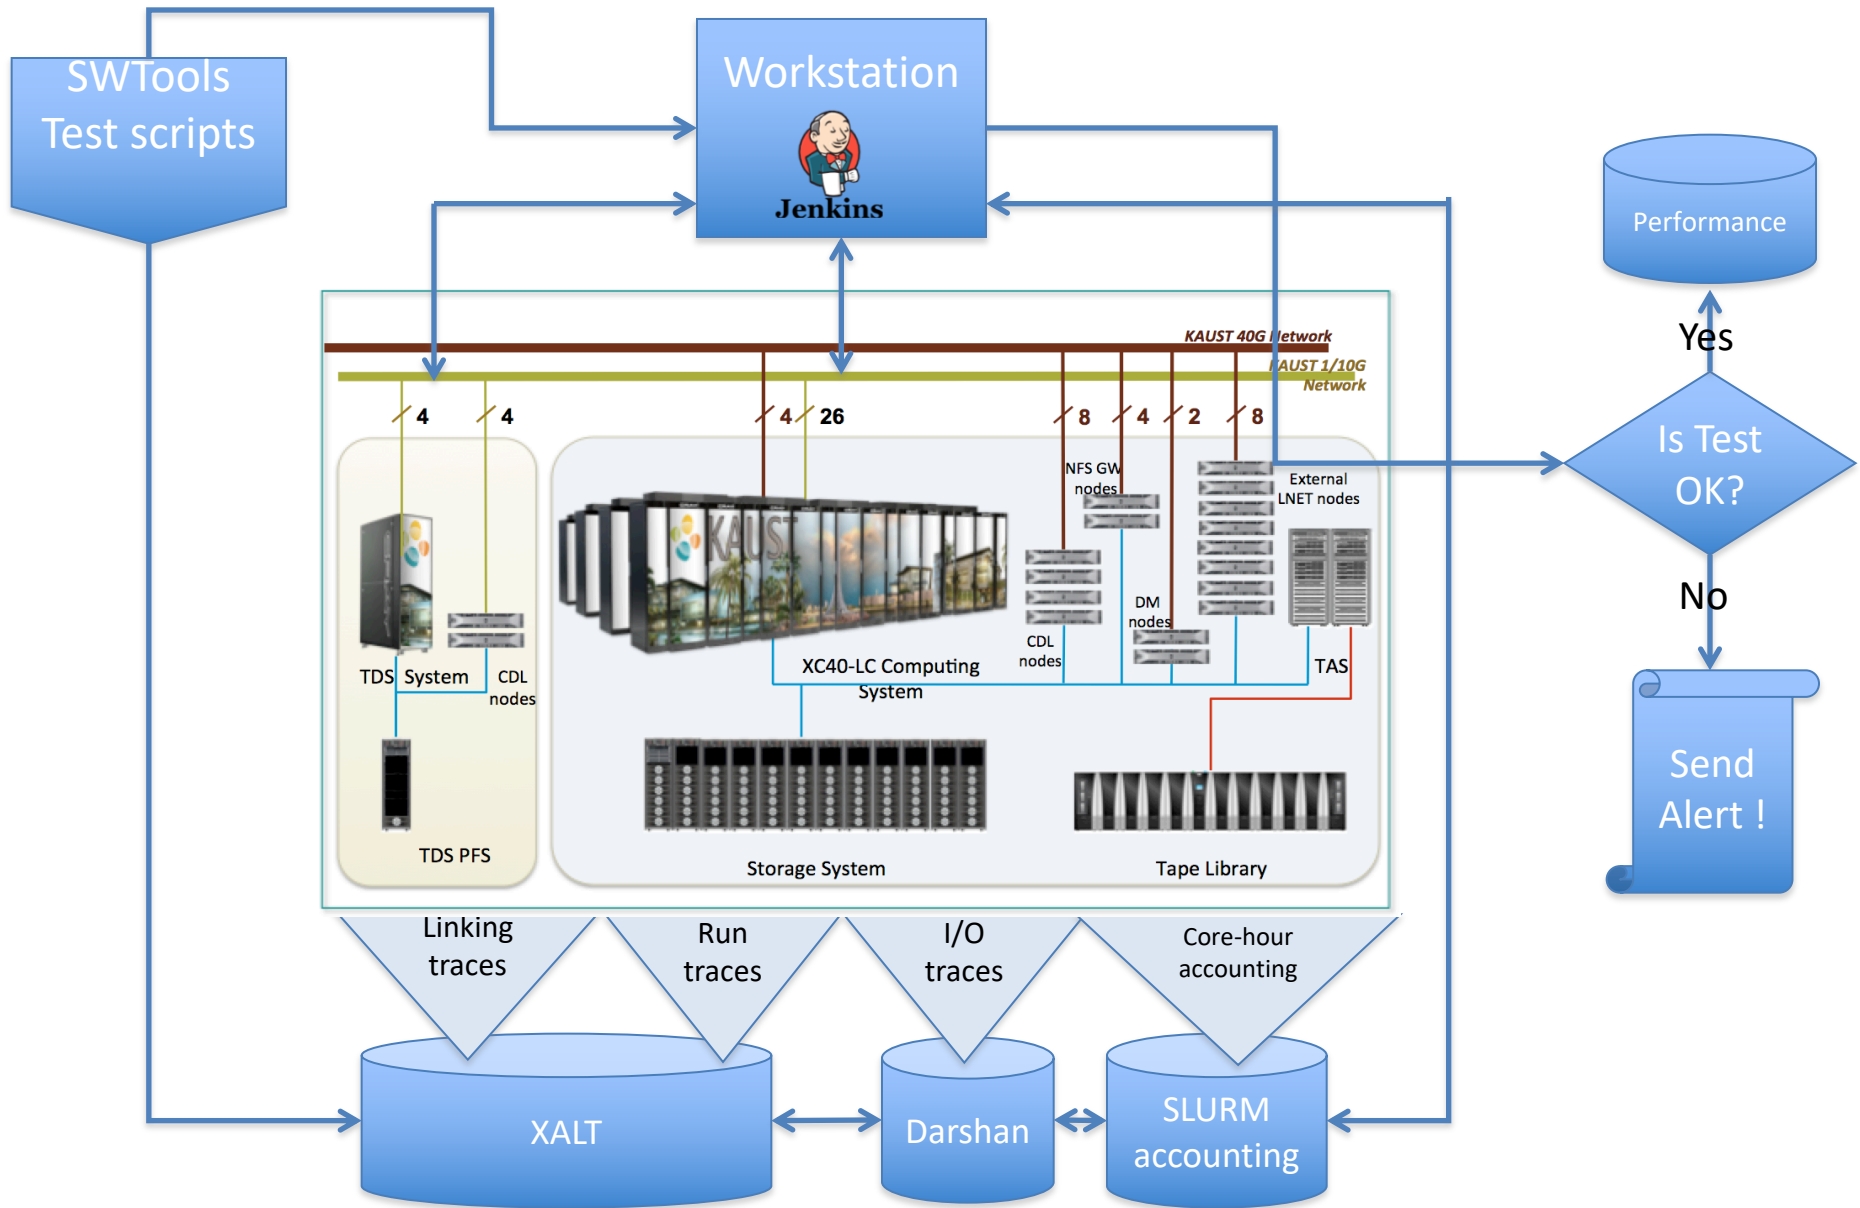 SWTools
Test scripts
Workstation
Jenkins
Performance
Yes
Is Test
OK?
No
Send
Alert !
KAUST 40G Network
KAUST 1/10G
Network
4
4
4
26
8
4
2
8
NFS GW
nodes
External
LNET nodes
KAUST
DM
nodes
CDL
nodes
TDS System
CDL
nodes
XC40-LC Computing
System
TAS
TDS PFS
Storage System
Tape Library
Linking
traces
Run
traces
I/O
traces
Core-hour
accounting
XALT
Darshan
SLURM
accounting